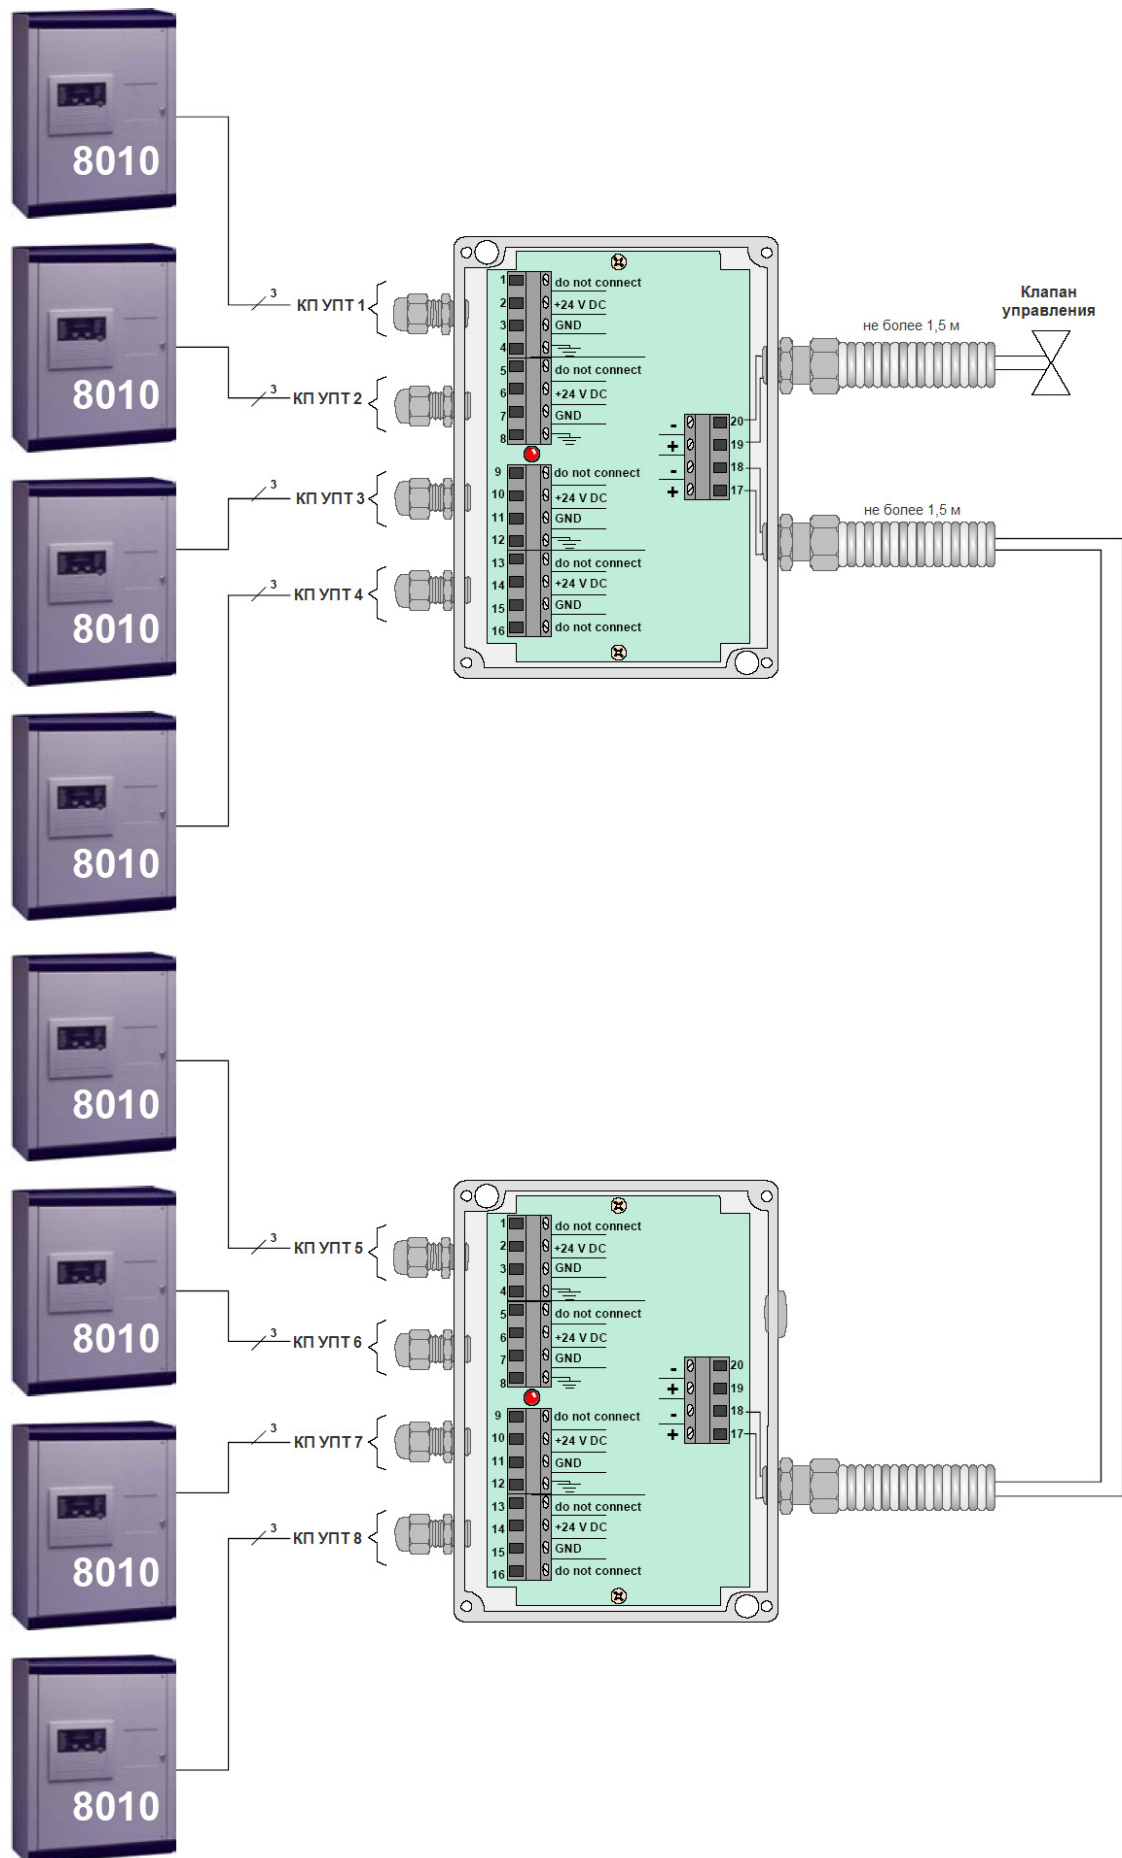 8010
8010
8010
8010
8010
8010
8010
8010
3
КП УПТ 1
3
КП УПТ 2
3
КП УПТ 3
3
КП УПТ 4
1 do not connect
2 +24 V DC
3 GND
4
5 do not connect
6 +24 V DC
7 GND
8
9 do not connect
10 +24 V DC
11 GND
12
13 do not connect
14 +24 V DC
15 GND
16 do not connect
- 20
+ 19
- 18
+ 17
не более 1,5 м
Клапан
управления
не более 1,5 м
3
КП УПТ 5
3
КП УПТ 6
3
КП УПТ 7
3
КП УПТ 8
1 do not connect
2 +24 V DC
3 GND
4
5 do not connect
6 +24 V DC
7 GND
8
9 do not connect
10 +24 V DC
11 GND
12
13 do not connect
14 +24 V DC
15 GND
16 do not connect
- 20
+ 19
- 18
+ 17